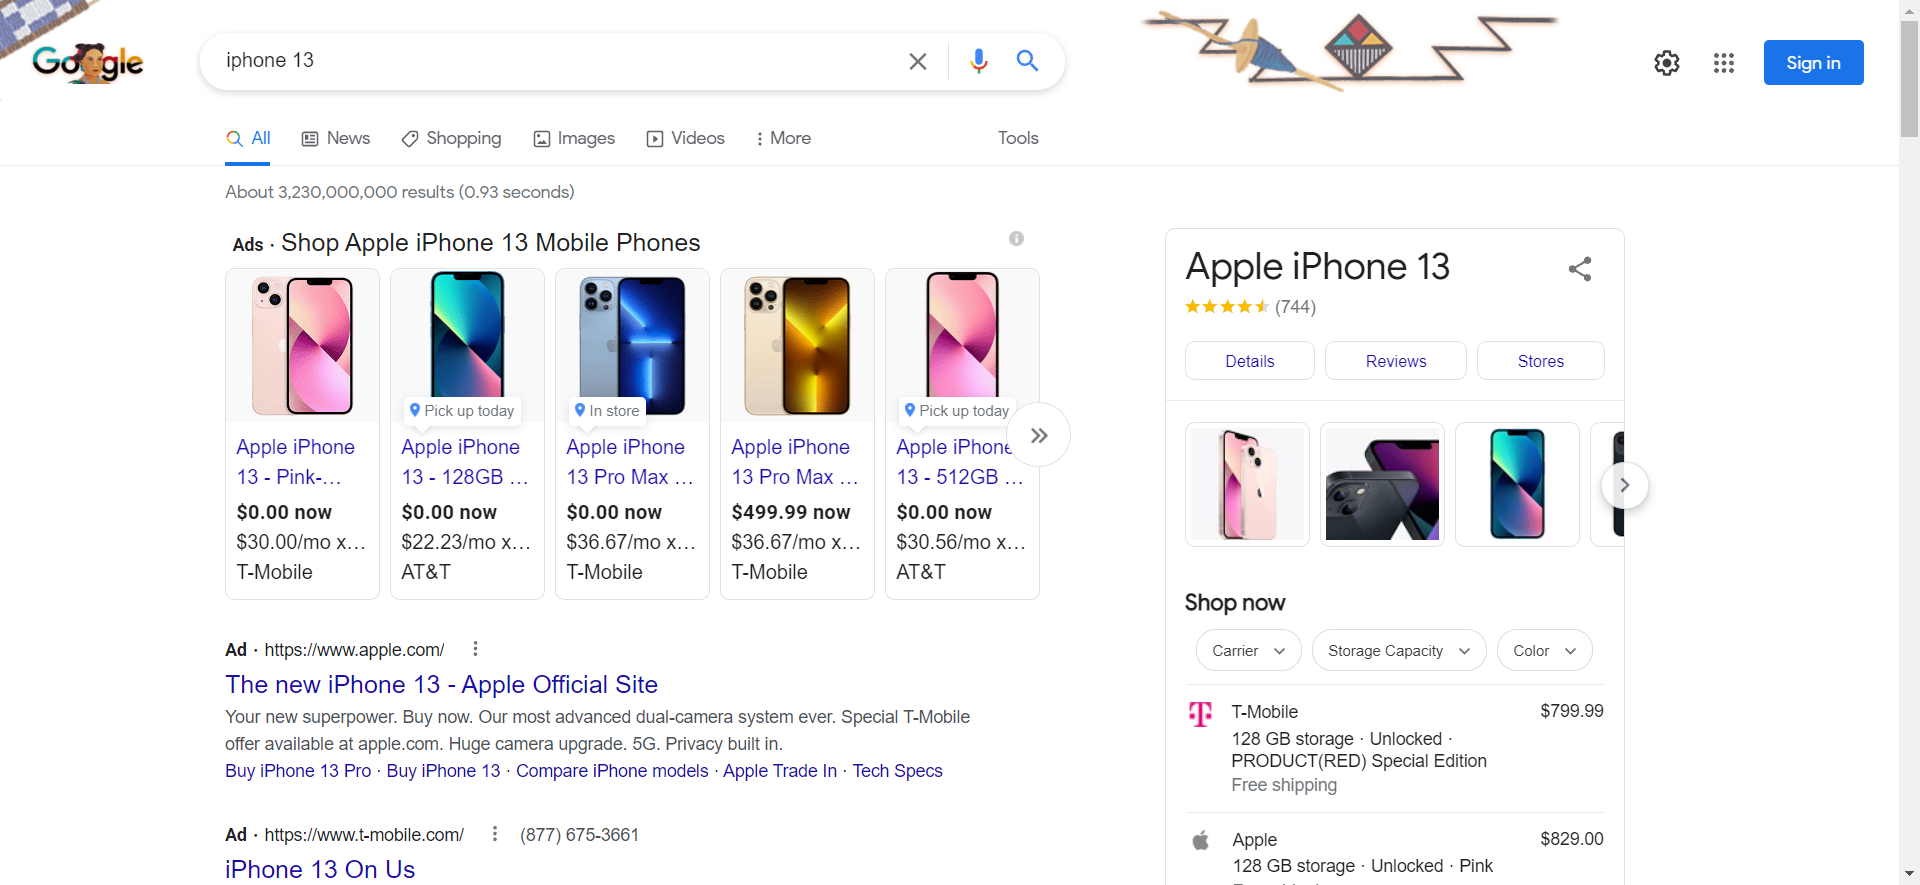 Google
iphone 13
Sign in
All
News
Shopping
Images
Videos
More
Tools
About 3,230,000,000 results (0.93 seconds)
Ads · Shop Apple iPhone 13 Mobile Phones
Pick up today
In store
Pick up today
Apple iPhone
13 - Pink-...
$0.00 now
$30.00/mo x...
T-Mobile
Apple iPhone
13 - 128GB ...
$0.00 now
$22.23/mo x...
AT&T
Apple iPhone
13 Pro Max ...
$0.00 now
$36.67/mo x...
T-Mobile
Apple iPhone
13 Pro Max ...
$499.99 now
$36.67/mo x...
T-Mobile
Apple iPhone
13 - 512GB ...
$0.00 now
$30.56/mo x...
AT&T
Ad · https://www.apple.com/
The new iPhone 13 - Apple Official Site
Your new superpower. Buy now. Our most advanced dual-camera system ever. Special T-Mobile
offer available at apple.com. Huge camera upgrade. 5G. Privacy built in.
Buy iPhone 13 Pro · Buy iPhone 13 · Compare iPhone models · Apple Trade In · Tech Specs
Ad · https://www.t-mobile.com/ (877) 675-3661
iPhone 13 On Us
Apple iPhone 13
(744)
Details
Reviews
Stores
Shop now
Carrier
Storage Capacity
Color
T-Mobile $799.99
128 GB storage · Unlocked ·
PRODUCT(RED) Special Edition
Free shipping
Apple $829.00
128 GB storage · Unlocked · Pink